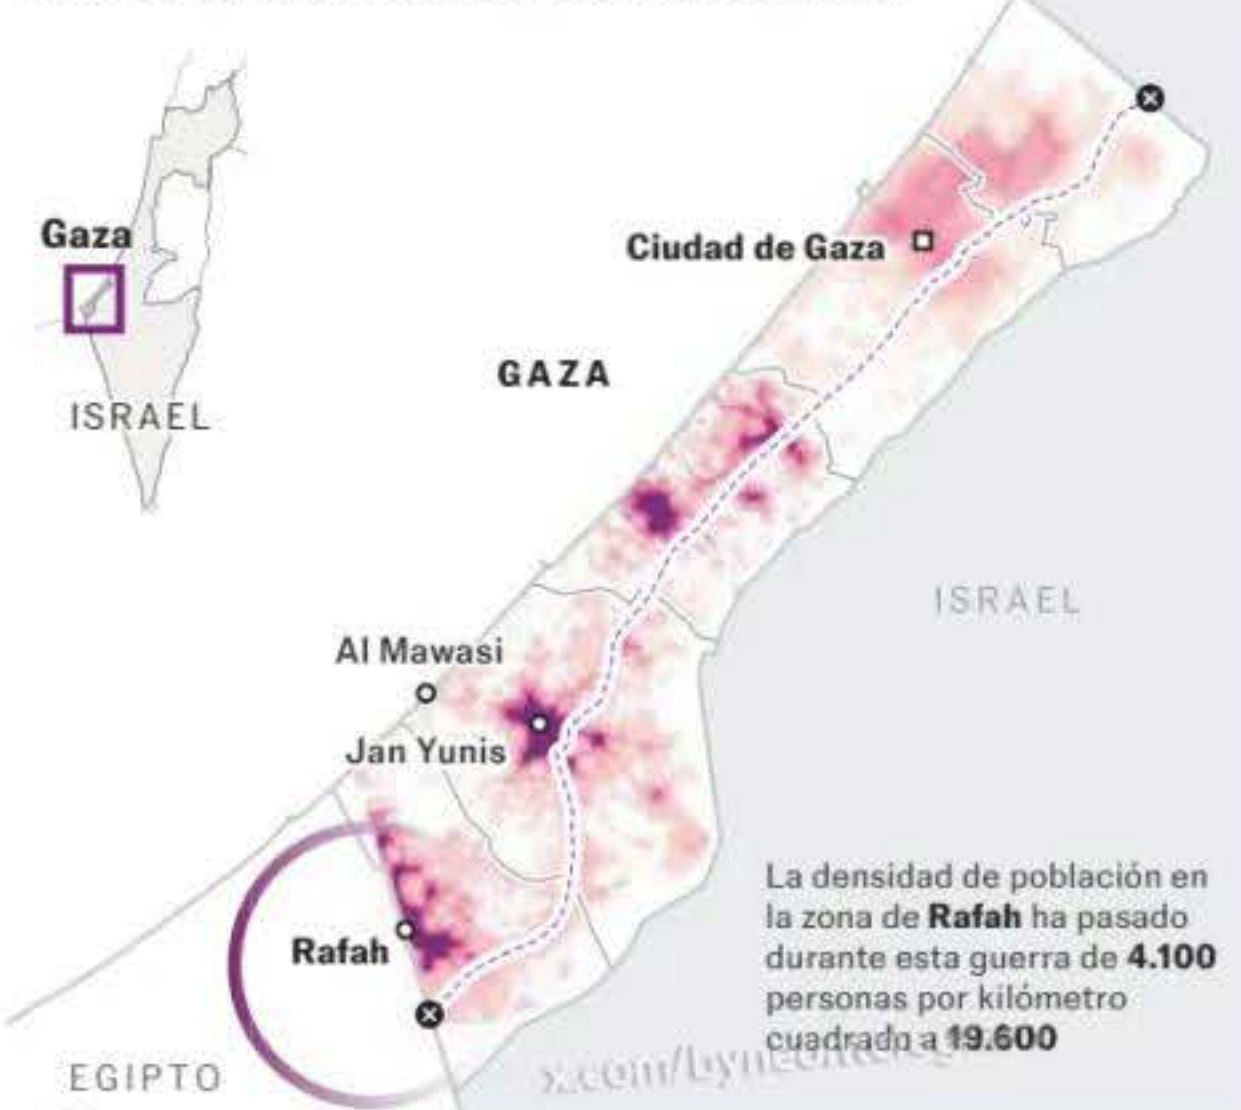 Gaza
ISRAEL
Ciudad de Gaza
GAZA
ISRAEL
Al Mawasi
Jan Yunis
Rafah
EGIPTO
La densidad de población en
la zona de Rafah ha pasado
durante esta guerra de 4.100
personas por kilómetro
cuadrado a 19.600